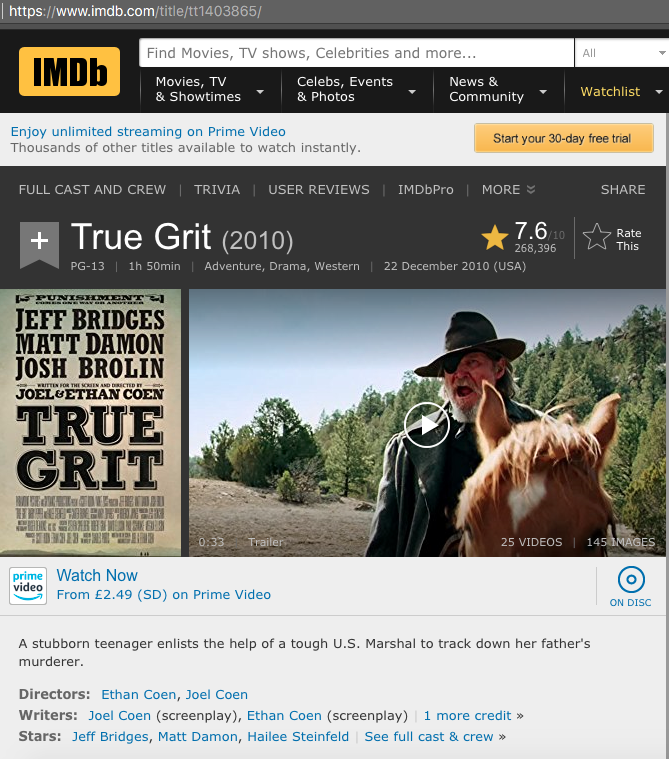 https://www.imdb.com/title/tt1403865/
IMDb
Find Movies, TV shows, Celebrities and more...
All
Movies, TV
& Showtimes
Celebs, Events
& Photos
News &
Community
Watchlist
Enjoy unlimited streaming on Prime Video
Thousands of other titles available to watch instantly.
Start your 30-day free trial
FULL CAST AND CREW | TRIVIA | USER REVIEWS | IMDbPro | MORE
SHARE
+ True Grit (2010)
7.6/10
268,396
Rate
This
PG-13 | 1h 50min | Adventure, Drama, Western | 22 December 2010 (USA)
PUNISHMENT
COMES ONE WAY OR ANOTHER
JEFF BRIDGES
MATT DAMON
JOSH BROLIN
WRITTEN FOR THE SCREEN AND DIRECTED BY
JOEL & ETHAN COEN
TRUE
GRIT
0:33 Trailer
25 VIDEOS | 145 IMAGES
prime
video
Watch Now
From £2.49 (SD) on Prime Video
ON DISC
A stubborn teenager enlists the help of a tough U.S. Marshal to track down her father's
murderer.
Directors: Ethan Coen, Joel Coen
Writers: Joel Coen (screenplay), Ethan Coen (screenplay) | 1 more credit »
Stars: Jeff Bridges, Matt Damon, Hailee Steinfeld | See full cast & crew »